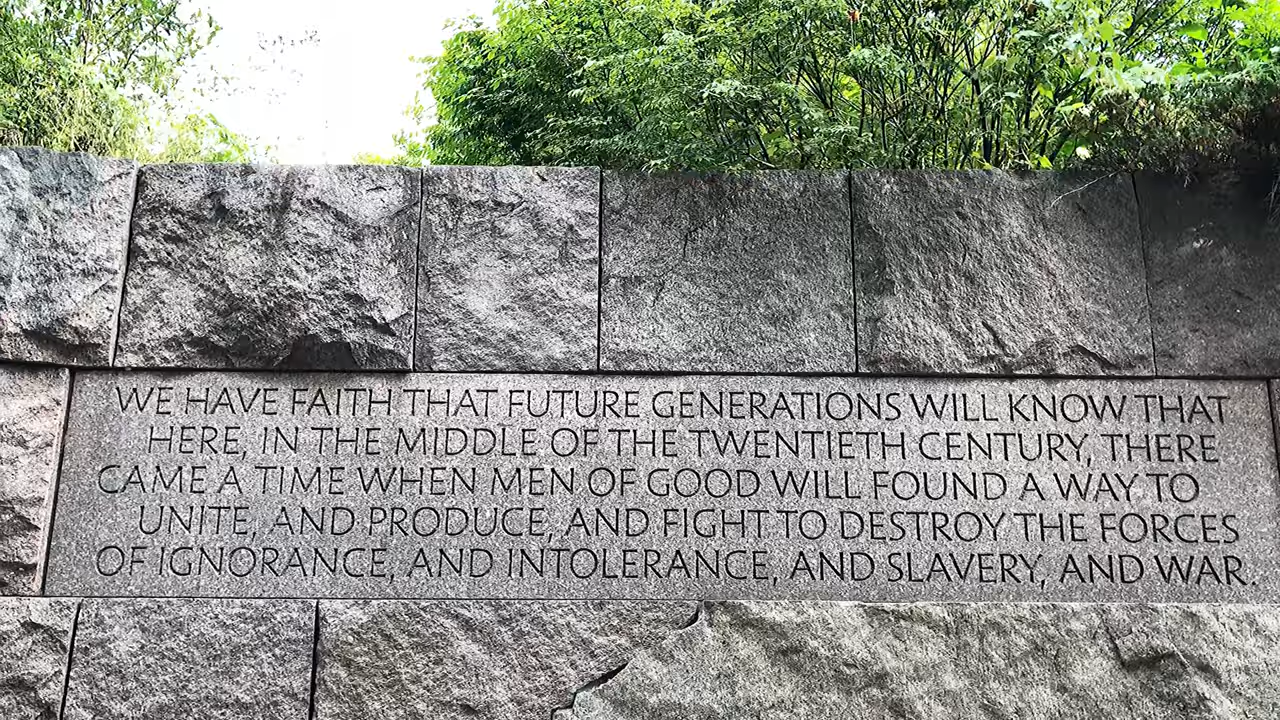 WE HAVE FAITH THAT FUTURE GENERATIONS WILL KNOW THAT
HERE, IN THE MIDDLE OF THE TWENTIETH CENTURY, THERE
CAME A TIME WHEN MEN OF GOOD WILL FOUND A WAY TO
UNITE, AND PRODUCE, AND FIGHT TO DESTROY THE FORCES
OF IGNORANCE, AND INTOLERANCE, AND SLAVERY, AND WAR.